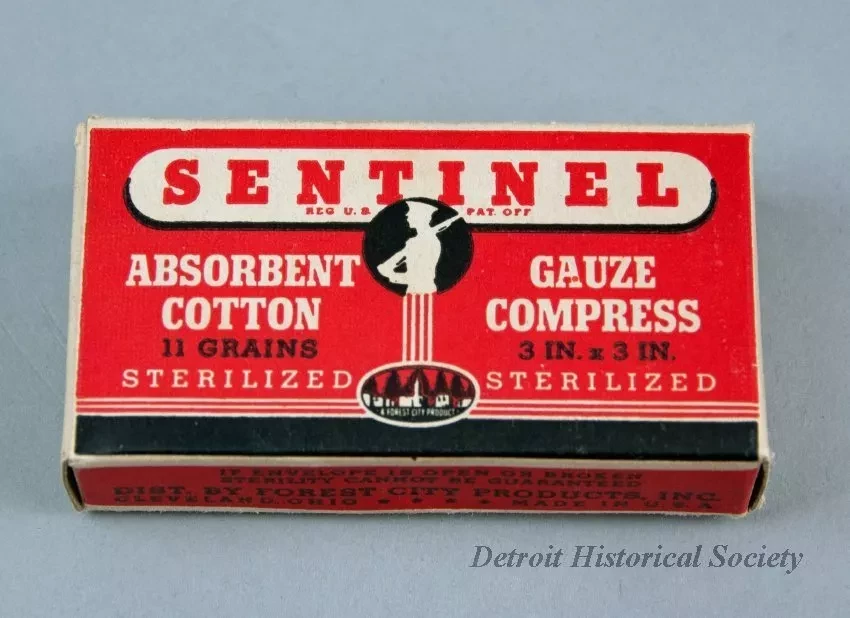 SENTINEL
REG U.S. PAT. OFF
ABSORBENT
COTTON
11 GRAINS
STERILIZED
GAUZE
COMPRESS
3 IN. x 3 IN.
STERILIZED
A FOREST CITY PRODUCT
IF ENVELOPE IS OPEN OR BROKEN
STERILITY CANNOT BE GUARANTEED
DIST. BY FOREST CITY PRODUCTS, INC.
CLEVELAND, OHIO • • • • MADE IN U.S.A
Detroit Historical Society